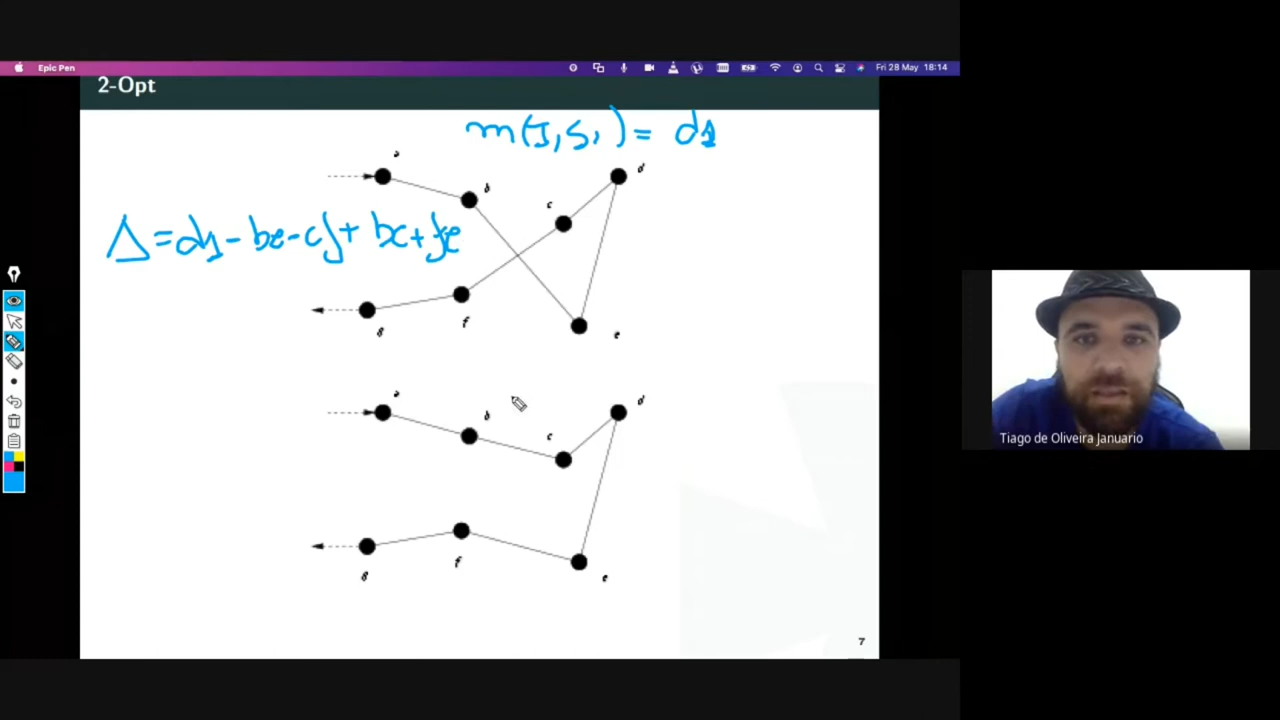 Epic Pen
Fri 28 May 18:14
2-Opt
m(I, S₁) = d1
a
b
c
d
Δ = d1 - be - cf + bc + fe
g
f
e
a
b
c
d
g
f
e
7
Tiago de Oliveira Januario